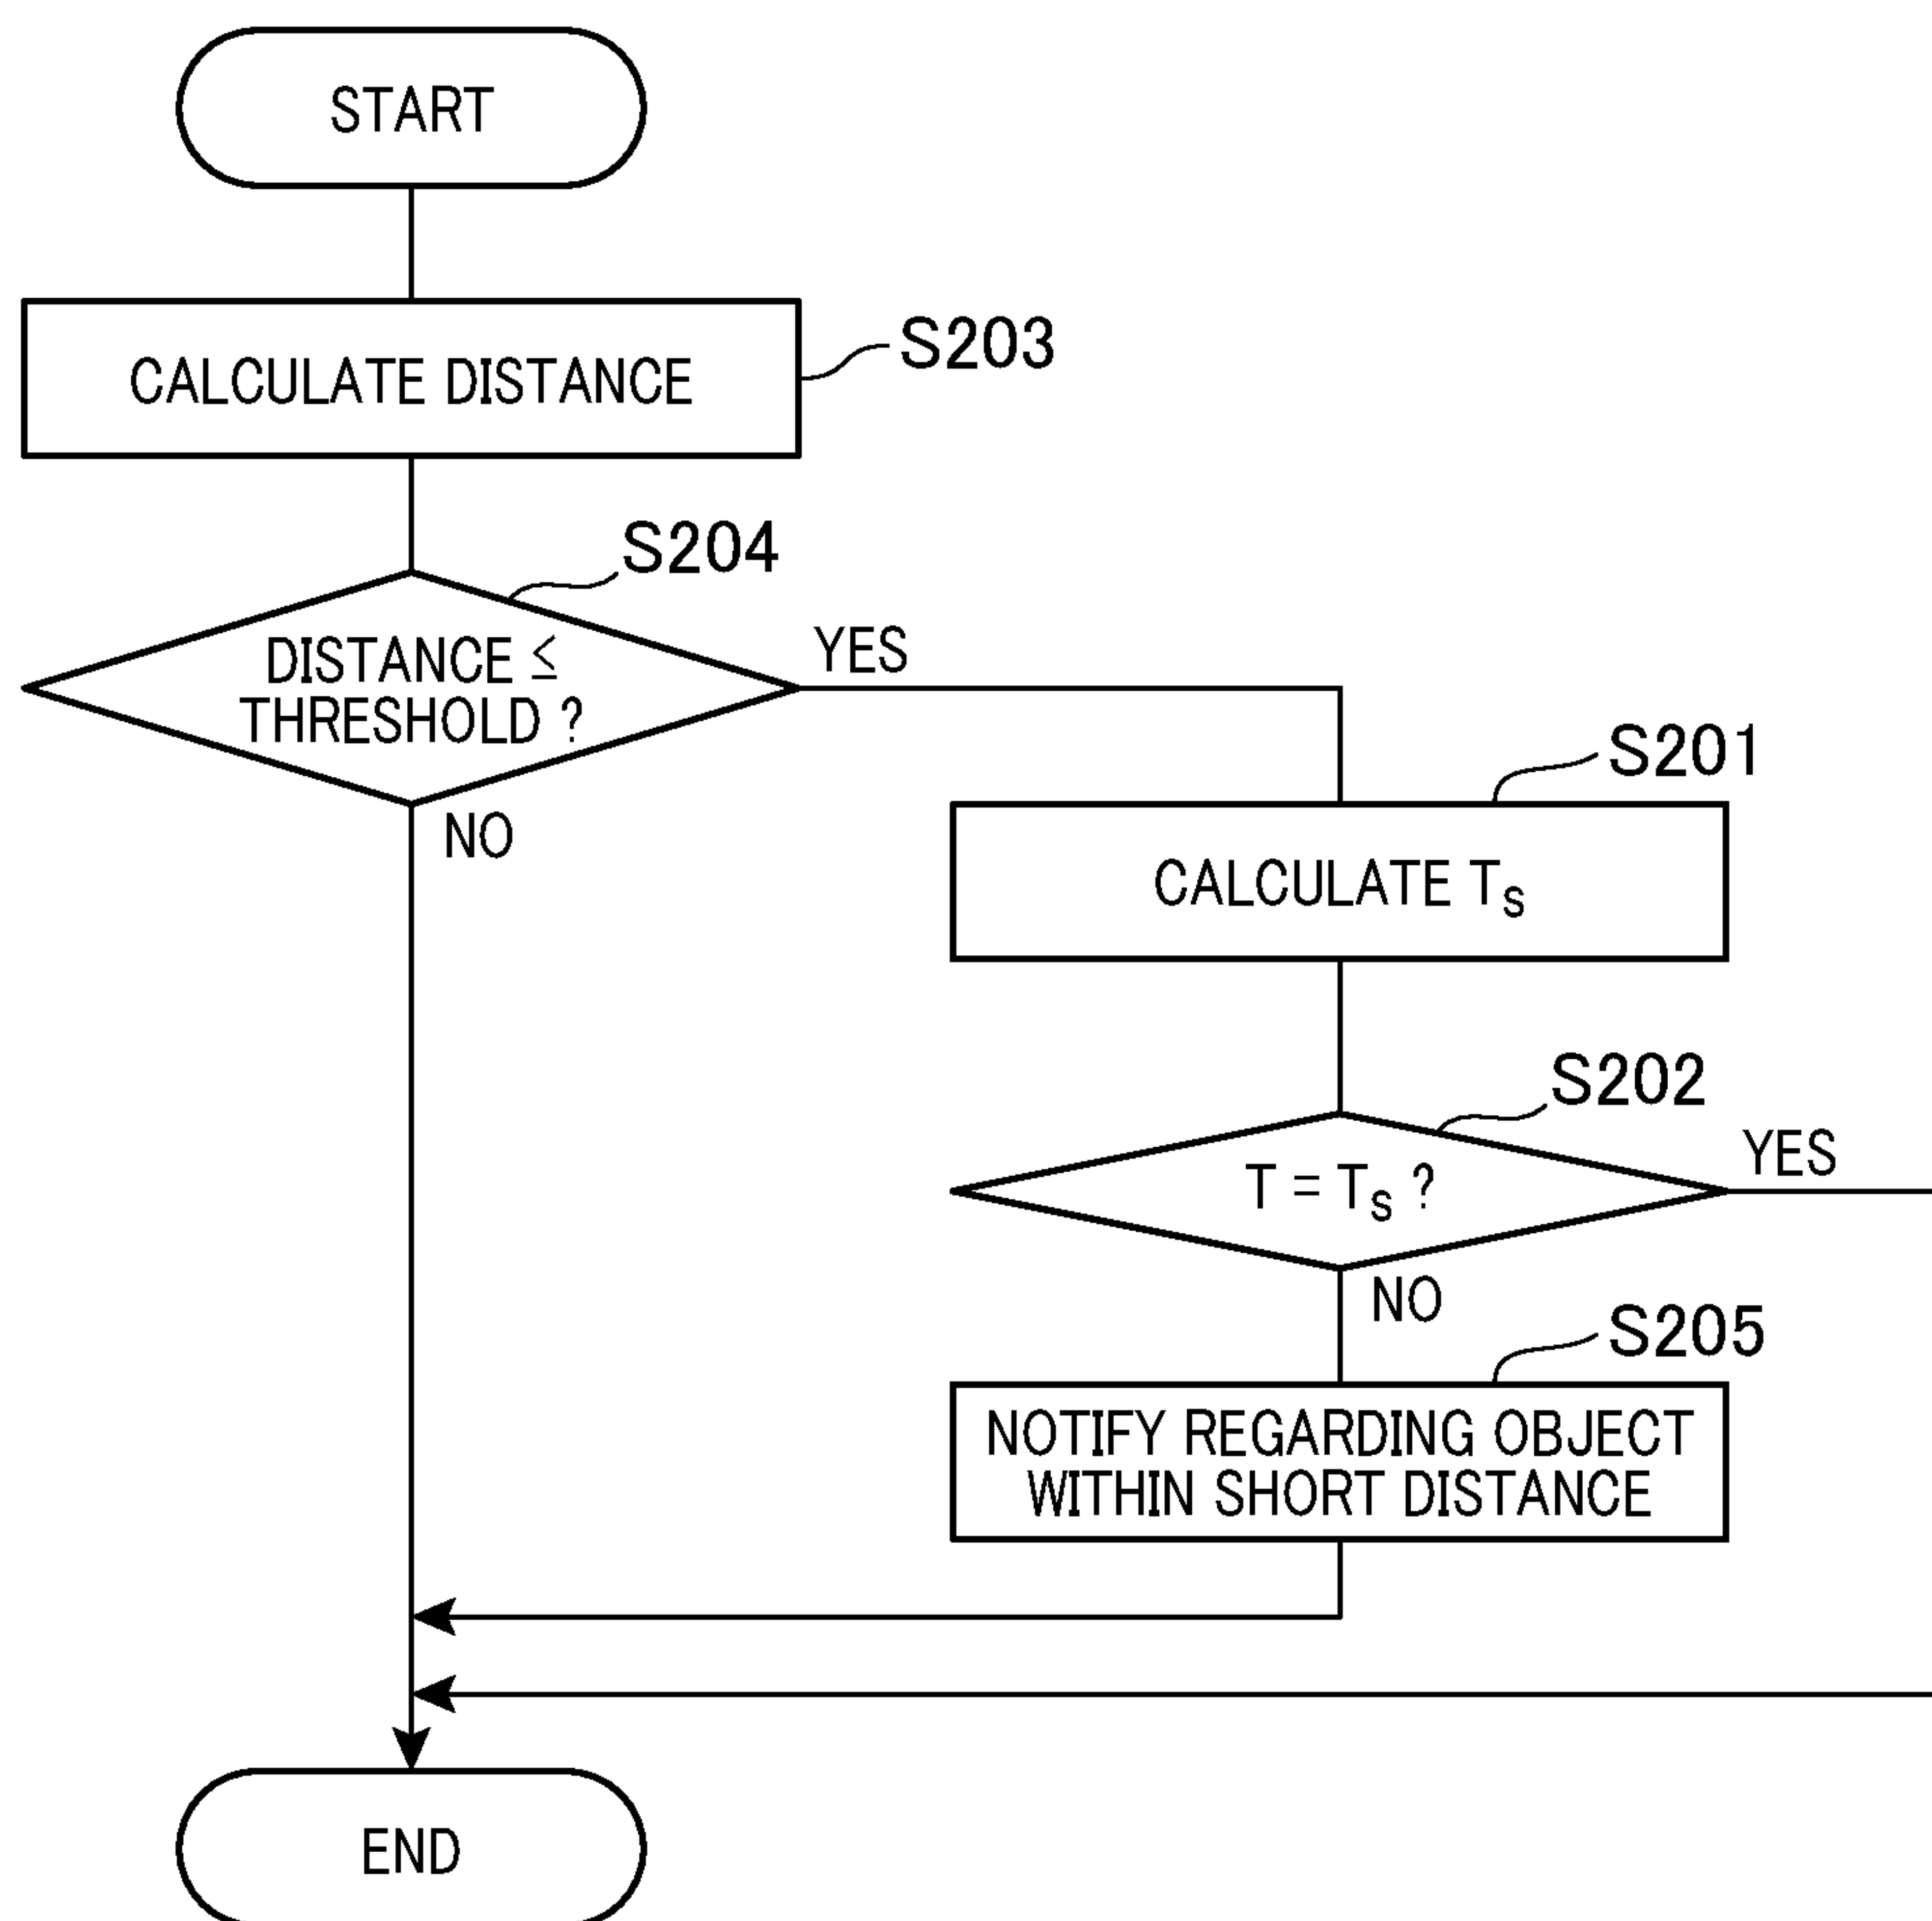 START
CALCULATE DISTANCE
S203
S204
DISTANCE ≤
THRESHOLD ?
YES
NO
S201
CALCULATE Ts
S202
T = Ts ?
YES
NO
S205
NOTIFY REGARDING OBJECT
WITHIN SHORT DISTANCE
END